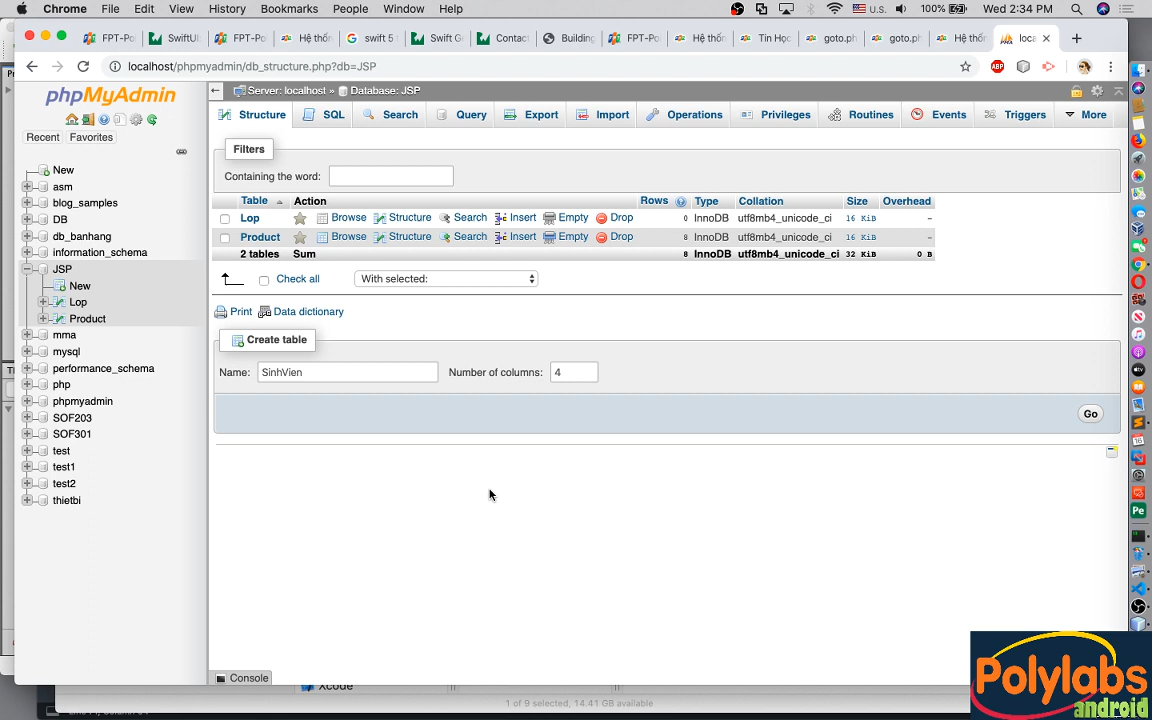 Chrome File Edit View History Bookmarks People Window Help U.S. 100% Wed 2:34 PM
FPT-Po SwiftUI FPT-Po Hệ thốn swift 5 Swift G Contact Building FPT-Po Hệ thốn Tin Học goto.ph goto.ph Hệ thố loca
localhost/phpmyadmin/db_structure.php?db=JSP
phpMyAdmin
Recent Favorites
New
asm
blog_samples
DB
db_banhang
information_schema
JSP
New
Lop
Product
mma
mysql
performance_schema
php
phpmyadmin
SOF203
SOF301
test
test1
test2
thietbi
Server: localhost » Database: JSP
Structure SQL Search Query Export Import Operations Privileges Routines Events Triggers More
Filters
Containing the word:
Table Action Rows Type Collation Size Overhead
Lop Browse Structure Search Insert Empty Drop 0 InnoDB utf8mb4_unicode_ci 16 KiB –
Product Browse Structure Search Insert Empty Drop 8 InnoDB utf8mb4_unicode_ci 16 KiB –
2 tables Sum 8 InnoDB utf8mb4_unicode_ci 32 KiB 0 B
Check all With selected:
Print Data dictionary
Create table
Name: SinhVien Number of columns: 4
Go
Console
Xcode
1 of 9 selected, 14.41 GB available
Polylabs
android